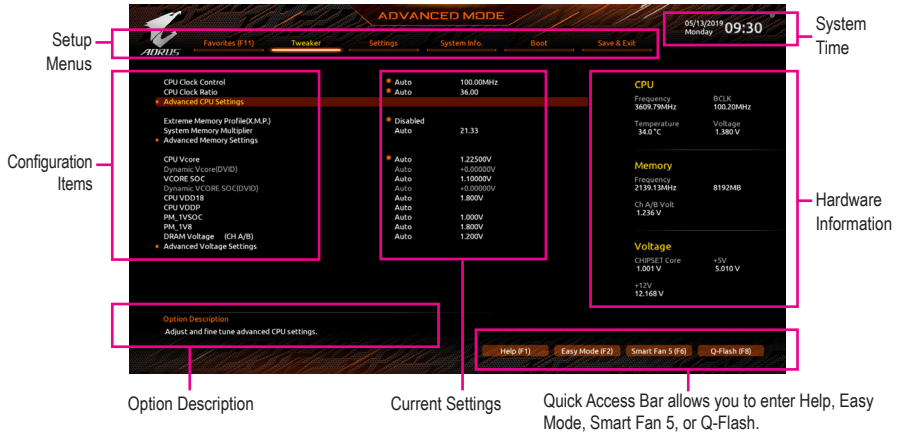 ADVANCED MODE
05/13/2019 Monday 09:30
System Time
Setup Menus
AORUS
Favorites (F11) Tweaker Settings System Info. Boot Save & Exit
Configuration Items
CPU Clock Control Auto 100.00MHz
CPU Clock Ratio Auto 36.00
Advanced CPU Settings
Extreme Memory Profile(X.M.P.) Disabled
System Memory Multiplier Auto 21.33
Advanced Memory Settings
CPU Vcore Auto 1.22500V
Dynamic Vcore(DVID) Auto +0.00000V
VCORE SOC Auto 1.10000V
Dynamic VCORE SOC(DVID) Auto +0.00000V
CPU VDD18 Auto 1.800V
CPU VDDP Auto
PM_1VSOC Auto 1.000V
PM_1V8 Auto 1.800V
DRAM Voltage (CH A/B) Auto 1.200V
Advanced Voltage Settings
CPU
Frequency BCLK
3609.79MHz 100.20MHz
Temperature Voltage
34.0 °C 1.380 V
Memory
Frequency
2139.13MHz 8192MB
Ch A/B Volt
1.236 V
Voltage
CHIPSET Core +5V
1.001 V 5.010 V
+12V
12.168 V
Hardware Information
Option Description
Adjust and fine tune advanced CPU settings.
Help (F1) Easy Mode (F2) Smart Fan 5 (F6) Q-Flash (F8)
Option Description
Current Settings
Quick Access Bar allows you to enter Help, Easy
Mode, Smart Fan 5, or Q-Flash.